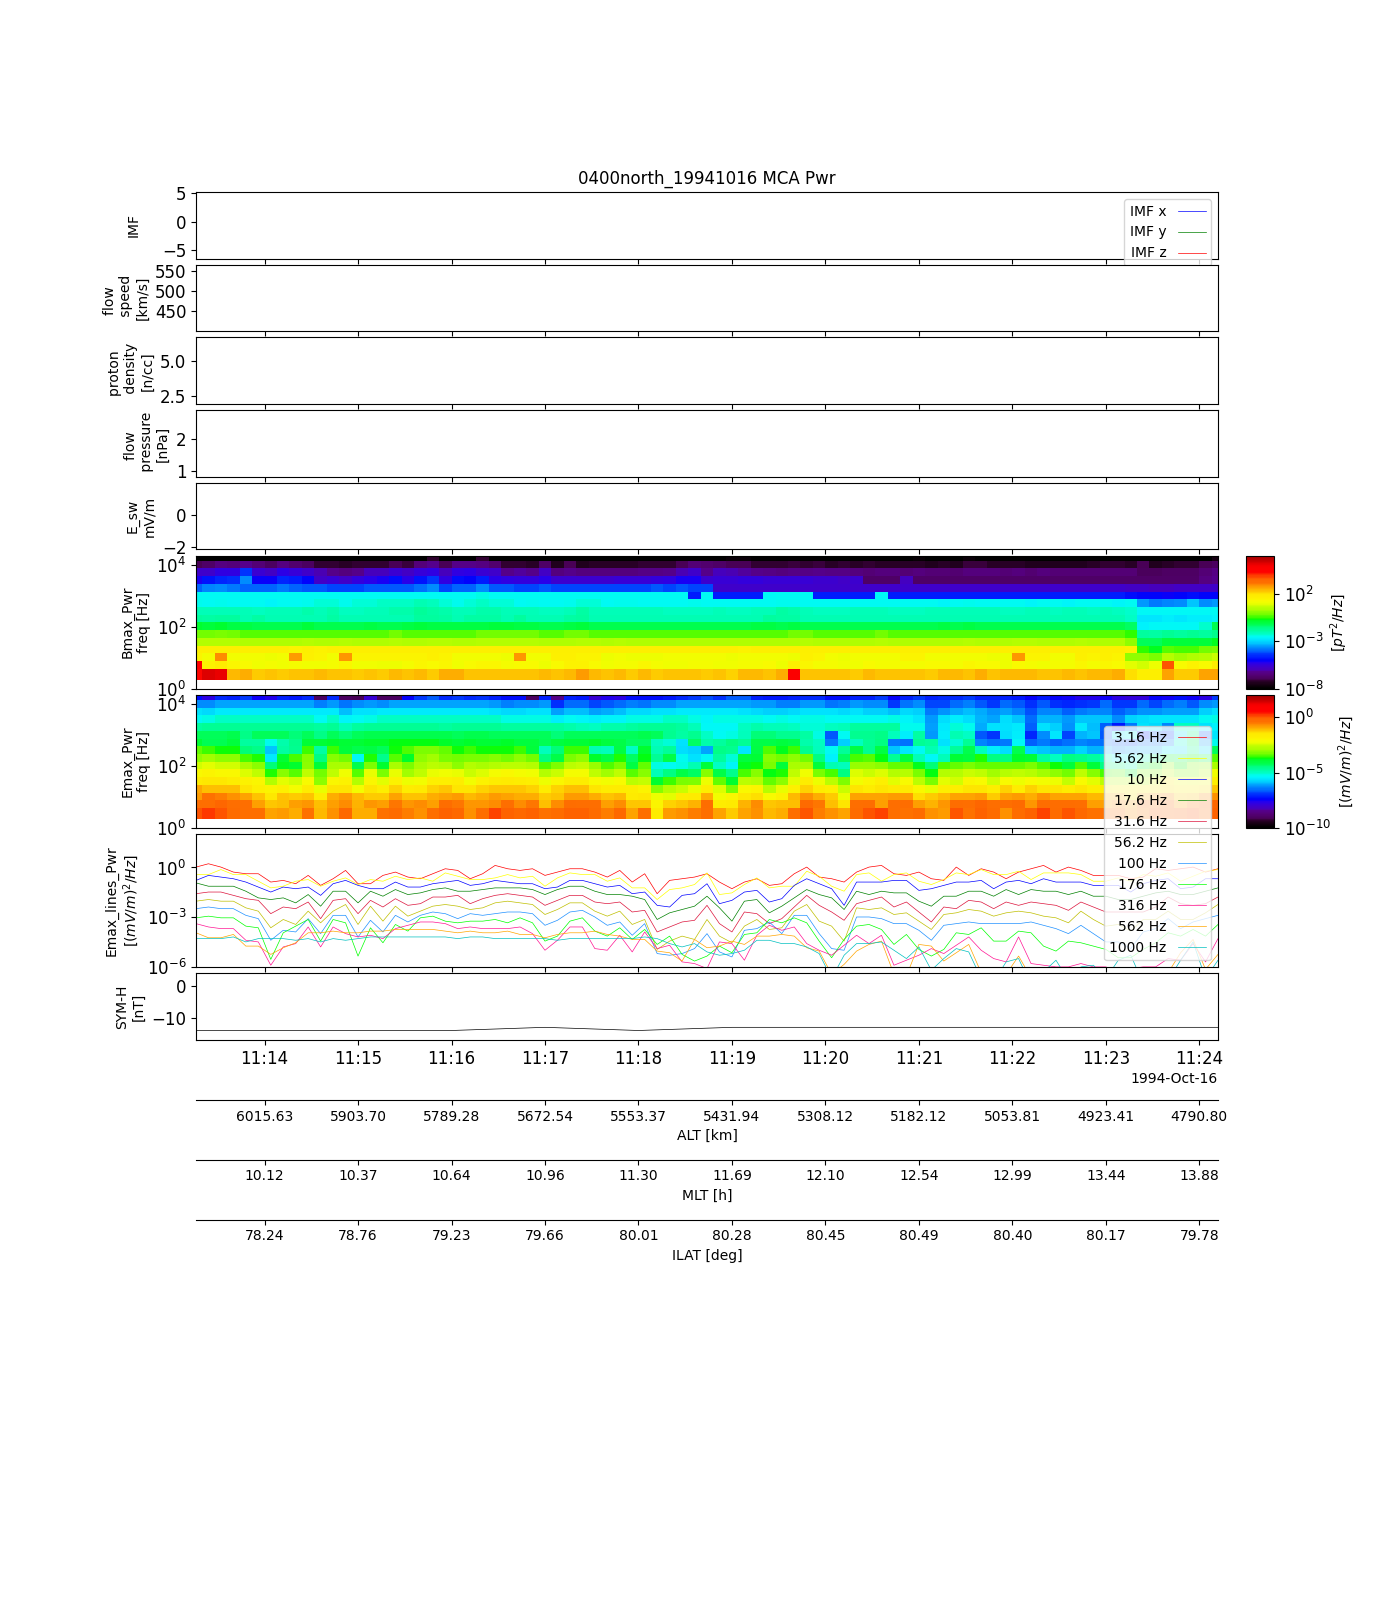 0400north_19941016 MCA Pwr
5
0
−5
IMF
IMF x
IMF y
IMF z
550
500
450
flow
speed
[km/s]
5.0
2.5
proton
density
[n/cc]
2
1
flow
pressure
[nPa]
0
−2
E_sw
mV/m
10^4
10^2
10^0
Bmax_Pwr
freq [Hz]
10^2
10^−3
10^−8
[pT^2/Hz]
10^4
10^2
10^0
Emax_Pwr
freq [Hz]
10^0
10^−5
10^−10
[(mV/m)^2/Hz]
3.16 Hz
5.62 Hz
10 Hz
17.6 Hz
31.6 Hz
56.2 Hz
100 Hz
176 Hz
316 Hz
562 Hz
1000 Hz
10^0
10^−3
10^−6
Emax_lines_Pwr
[(mV/m)^2/Hz]
0
−10
SYM-H
[nT]
11:14 11:15 11:16 11:17 11:18 11:19 11:20 11:21 11:22 11:23 11:24
1994-Oct-16
6015.63 5903.70 5789.28 5672.54 5553.37 5431.94 5308.12 5182.12 5053.81 4923.41 4790.80
ALT [km]
10.12 10.37 10.64 10.96 11.30 11.69 12.10 12.54 12.99 13.44 13.88
MLT [h]
78.24 78.76 79.23 79.66 80.01 80.28 80.45 80.49 80.40 80.17 79.78
ILAT [deg]